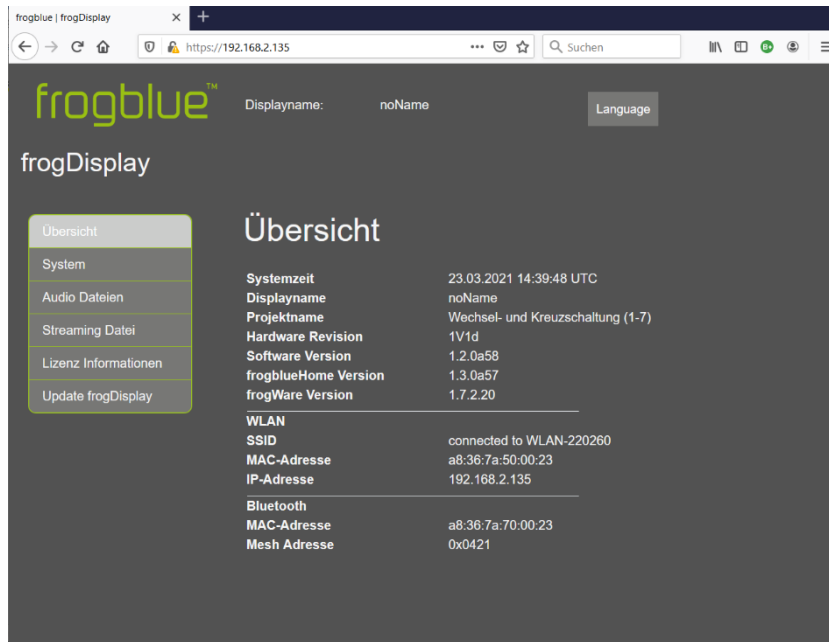 frogblue | frogDisplay
https://192.168.2.135
Suchen
frogblue™
Displayname: noName
Language
frogDisplay
Übersicht
System
Audio Dateien
Streaming Datei
Lizenz Informationen
Update frogDisplay
Übersicht
Systemzeit 23.03.2021 14:39:48 UTC
Displayname noName
Projektname Wechsel- und Kreuzschaltung (1-7)
Hardware Revision 1V1d
Software Version 1.2.0a58
frogblueHome Version 1.3.0a57
frogWare Version 1.7.2.20
WLAN
SSID connected to WLAN-220260
MAC-Adresse a8:36:7a:50:00:23
IP-Adresse 192.168.2.135
Bluetooth
MAC-Adresse a8:36:7a:70:00:23
Mesh Adresse 0x0421